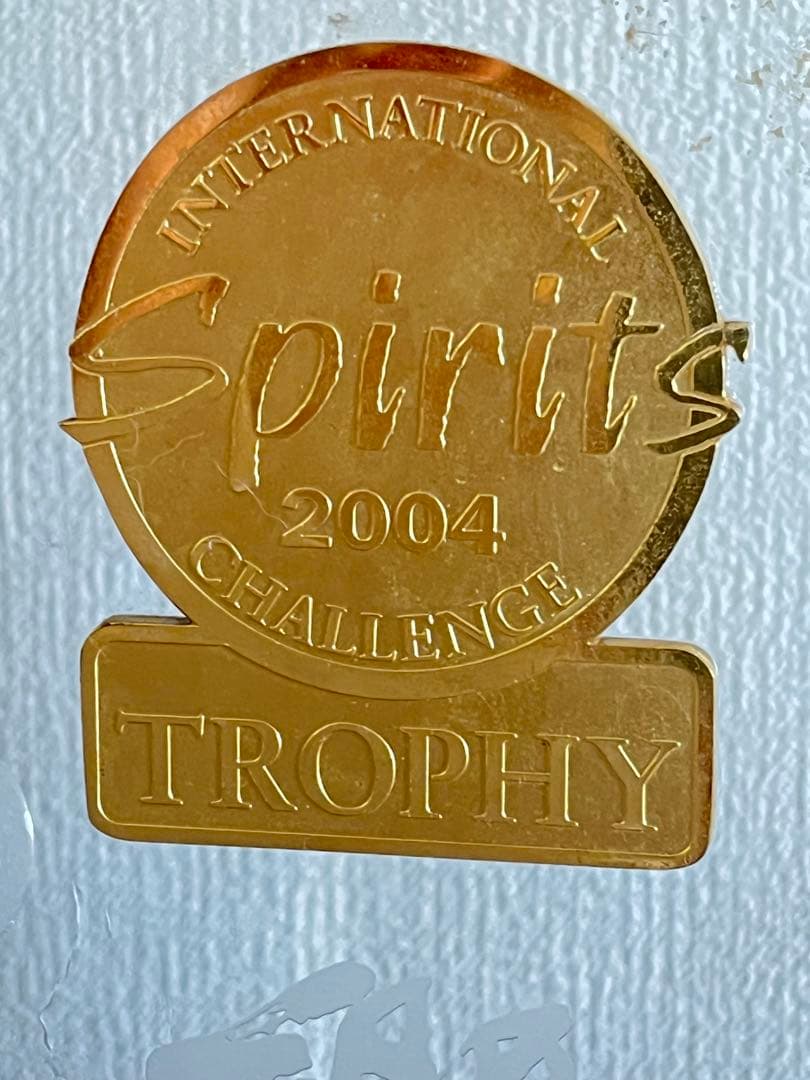 INTERNATIONAL
Spirits
2004
CHALLENGE
TROPHY